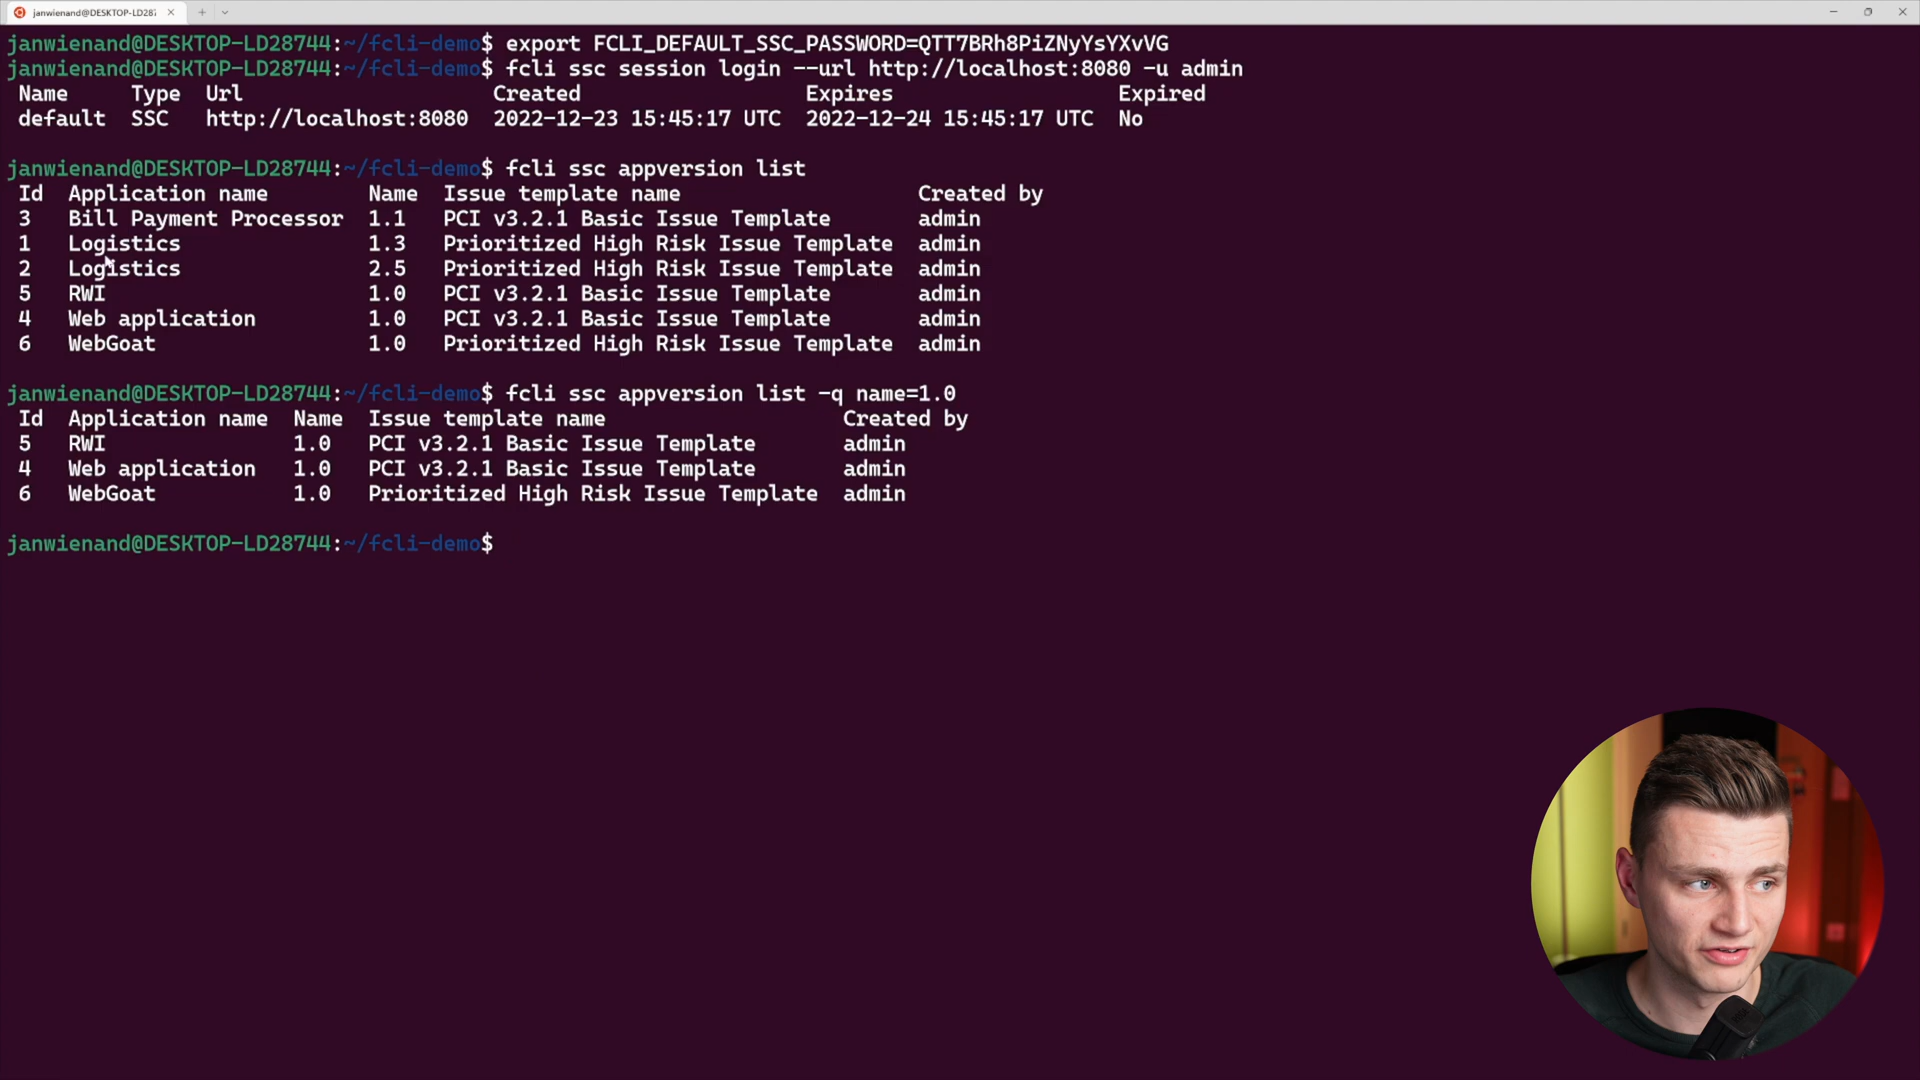 janwienand@DESKTOP-LD287
janwienand@DESKTOP-LD28744:~/fcli-demo$ export FCLI_DEFAULT_SSC_PASSWORD=QTT7BRh8PiZNyYsYXvVG
janwienand@DESKTOP-LD28744:~/fcli-demo$ fcli ssc session login --url http://localhost:8080 -u admin
Name Type Url Created Expires Expired
default SSC http://localhost:8080 2022-12-23 15:45:17 UTC 2022-12-24 15:45:17 UTC No
janwienand@DESKTOP-LD28744:~/fcli-demo$ fcli ssc appversion list
Id Application name Name Issue template name Created by
3 Bill Payment Processor 1.1 PCI v3.2.1 Basic Issue Template admin
1 Logistics 1.3 Prioritized High Risk Issue Template admin
2 Logistics 2.5 Prioritized High Risk Issue Template admin
5 RWI 1.0 PCI v3.2.1 Basic Issue Template admin
4 Web application 1.0 PCI v3.2.1 Basic Issue Template admin
6 WebGoat 1.0 Prioritized High Risk Issue Template admin
janwienand@DESKTOP-LD28744:~/fcli-demo$ fcli ssc appversion list -q name=1.0
Id Application name Name Issue template name Created by
5 RWI 1.0 PCI v3.2.1 Basic Issue Template admin
4 Web application 1.0 PCI v3.2.1 Basic Issue Template admin
6 WebGoat 1.0 Prioritized High Risk Issue Template admin
janwienand@DESKTOP-LD28744:~/fcli-demo$